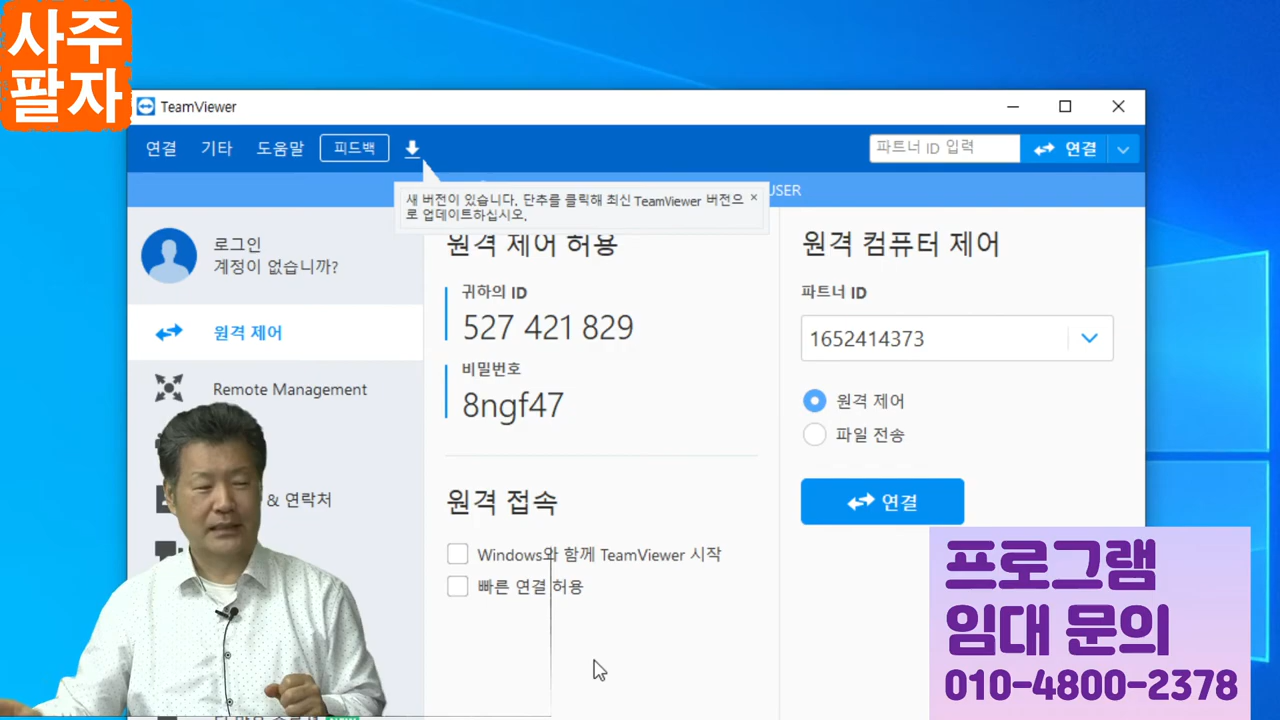 사주
팔자
TeamViewer
연결 기타 도움말 피드백
파트너 ID 입력 연결
USER
새 버전이 있습니다. 단추를 클릭해 최신 TeamViewer 버전으
로 업데이트하십시오.
로그인
계정이 없습니까?
원격 제어
Remote Management
& 연락처
원격 제어 허용
귀하의 ID
527 421 829
비밀번호
8ngf47
원격 접속
Windows와 함께 TeamViewer 시작
빠른 연결 허용
원격 컴퓨터 제어
파트너 ID
1652414373
원격 제어
파일 전송
연결
프로그램
임대 문의
010-4800-2378